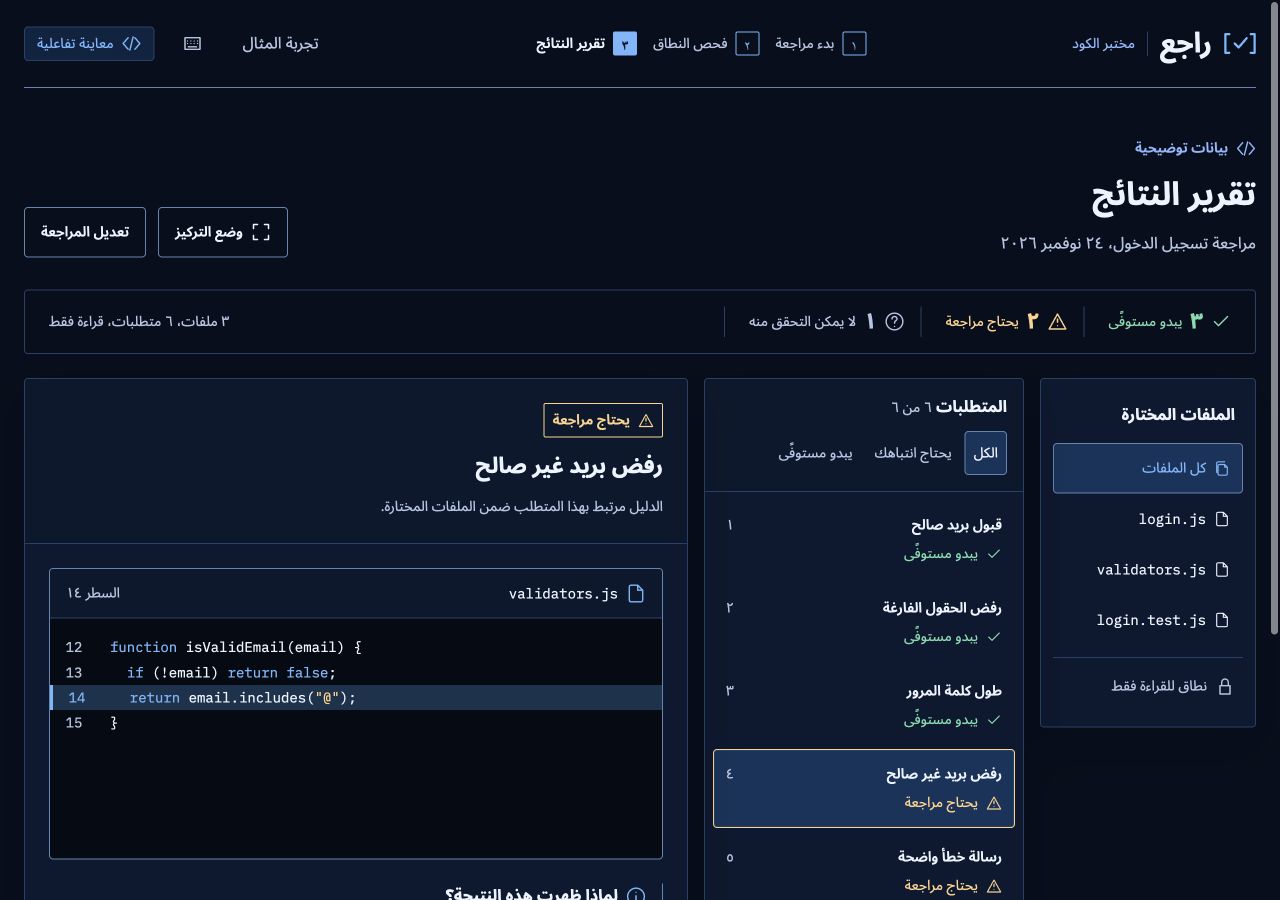 راجع
مختبر الكود
١ بدء مراجعة
٢ فحص النطاق
٣ تقرير النتائج
تجربة المثال
معاينة تفاعلية
بيانات توضيحية
تقرير النتائج
مراجعة تسجيل الدخول، ٢٤ نوفمبر ٢٠٢٦
وضع التركيز
تعديل المراجعة
٣ يبدو مستوفًى
٢ يحتاج مراجعة
١ لا يمكن التحقق منه
٣ ملفات، ٦ متطلبات، قراءة فقط
الملفات المختارة
كل الملفات
login.js
validators.js
login.test.js
نطاق للقراءة فقط
المتطلبات ٦ من ٦
الكل
يحتاج انتباهك
يبدو مستوفًى
قبول بريد صالح ١
يبدو مستوفًى
رفض الحقول الفارغة ٢
يبدو مستوفًى
طول كلمة المرور ٣
يبدو مستوفًى
رفض بريد غير صالح ٤
يحتاج مراجعة
رسالة خطأ واضحة ٥
يحتاج مراجعة
يحتاج مراجعة
رفض بريد غير صالح
الدليل مرتبط بهذا المتطلب ضمن الملفات المختارة.
validators.js
السطر ١٤
12 function isValidEmail(email) {
13 if (!email) return false;
14 return email.includes("@");
15 }
لماذا ظهرت هذه النتيجة؟